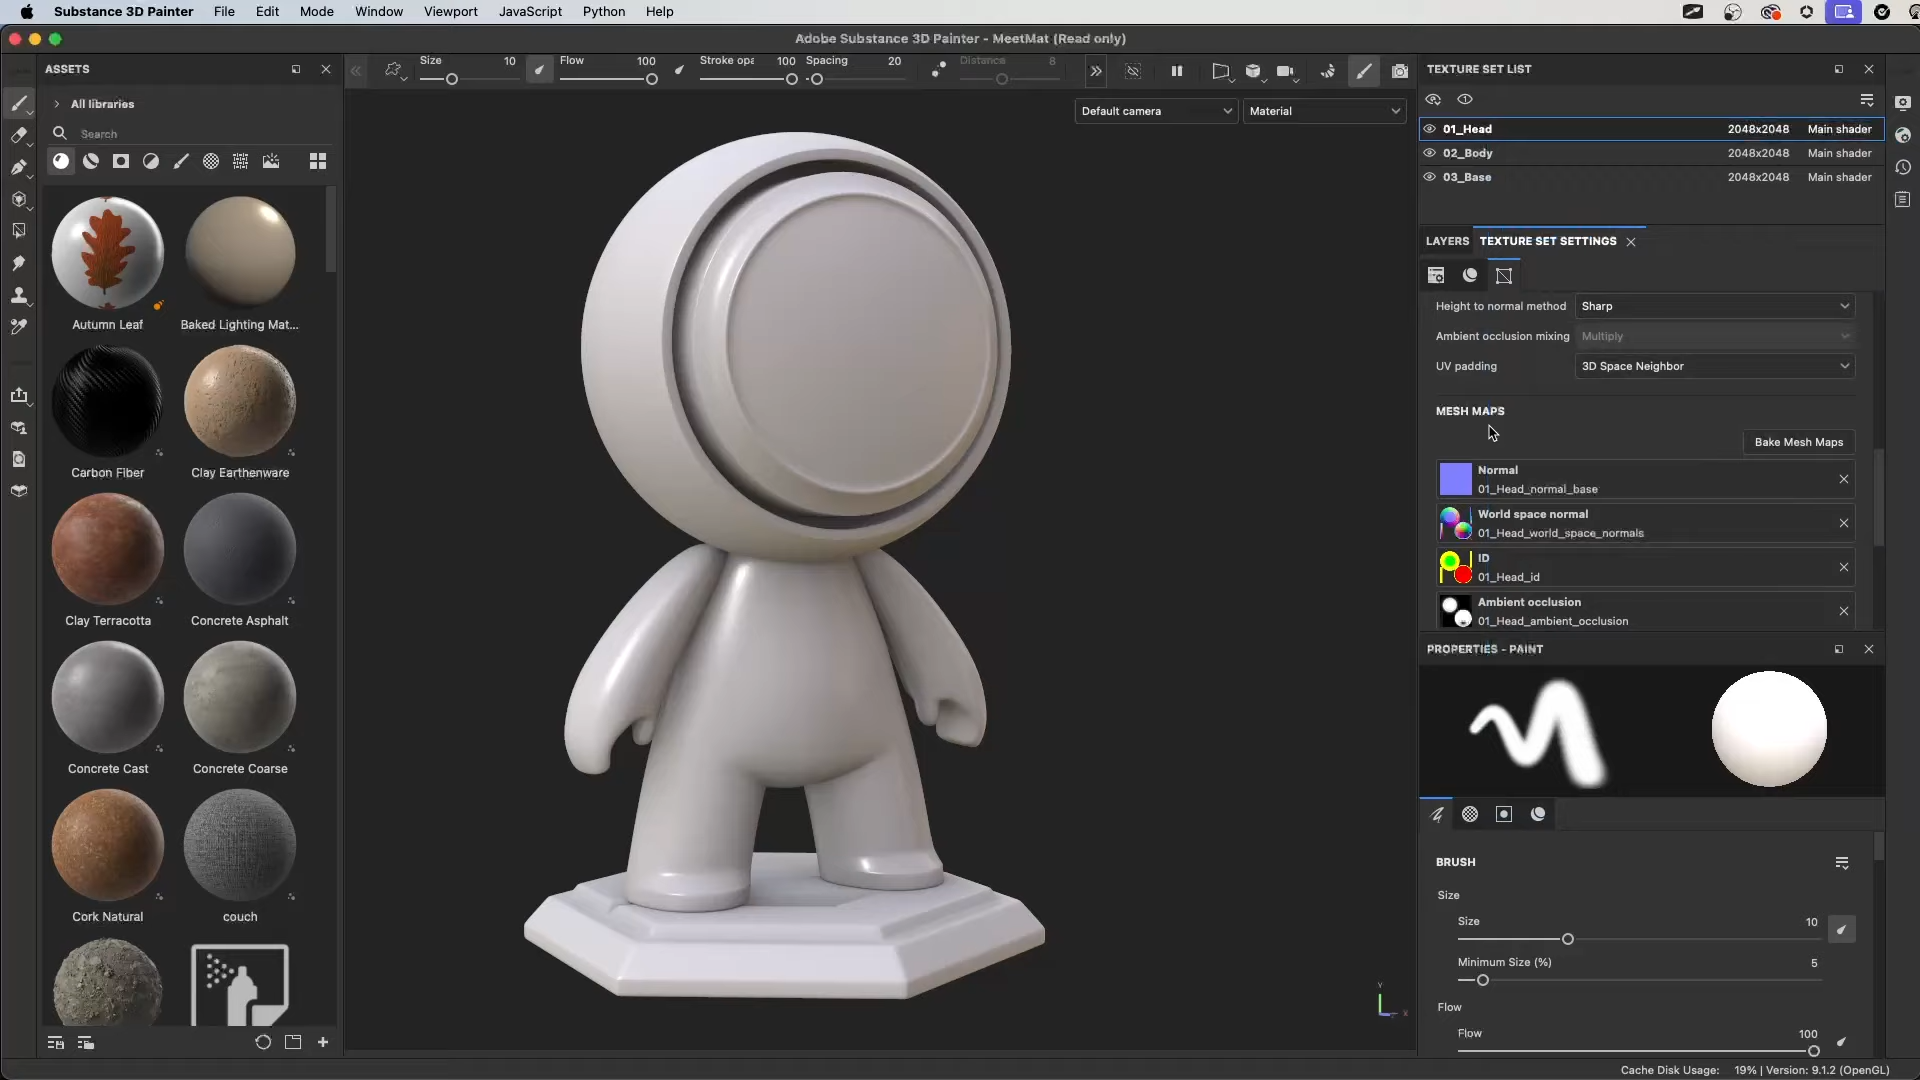 Substance 3D Painter File Edit Mode Window Viewport JavaScript Python Help
Adobe Substance 3D Painter - MeetMat (Read only)
ASSETS
Size 10 Flow 100 Stroke opa 100 Spacing 20 Distance 8
All libraries
Search
Default camera Material
Autumn Leaf Baked Lighting Mat...
Carbon Fiber Clay Earthenware
Clay Terracotta Concrete Asphalt
Concrete Cast Concrete Coarse
Cork Natural couch
Y
X
TEXTURE SET LIST
01_Head 2048x2048 Main shader
02_Body 2048x2048 Main shader
03_Base 2048x2048 Main shader
LAYERS TEXTURE SET SETTINGS
Height to normal method Sharp
Ambient occlusion mixing Multiply
UV padding 3D Space Neighbor
MESH MAPS
Bake Mesh Maps
Normal
01_Head_normal_base
World space normal
01_Head_world_space_normals
ID
01_Head_id
Ambient occlusion
01_Head_ambient_occlusion
PROPERTIES - PAINT
BRUSH
Size
Size 10
Minimum Size (%) 5
Flow
Flow 100
Cache Disk Usage: 19% | Version: 9.1.2 (OpenGL)